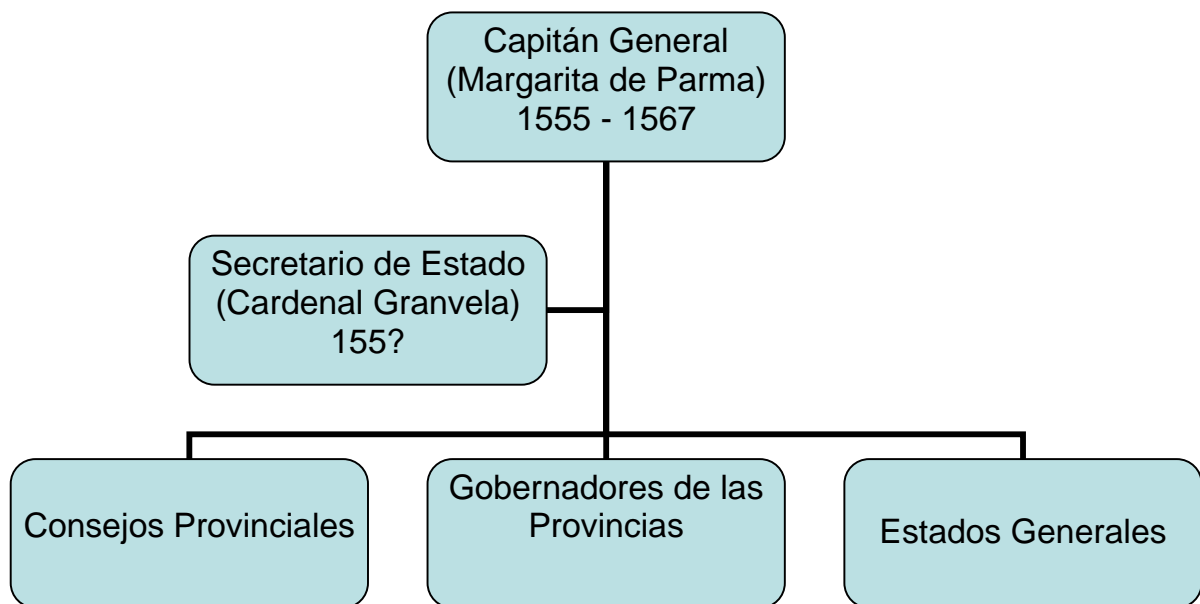 Capitán General
(Margarita de Parma)
1555 - 1567
Secretario de Estado
(Cardenal Granvela)
155?
Consejos Provinciales
Gobernadores de las
Provincias
Estados Generales